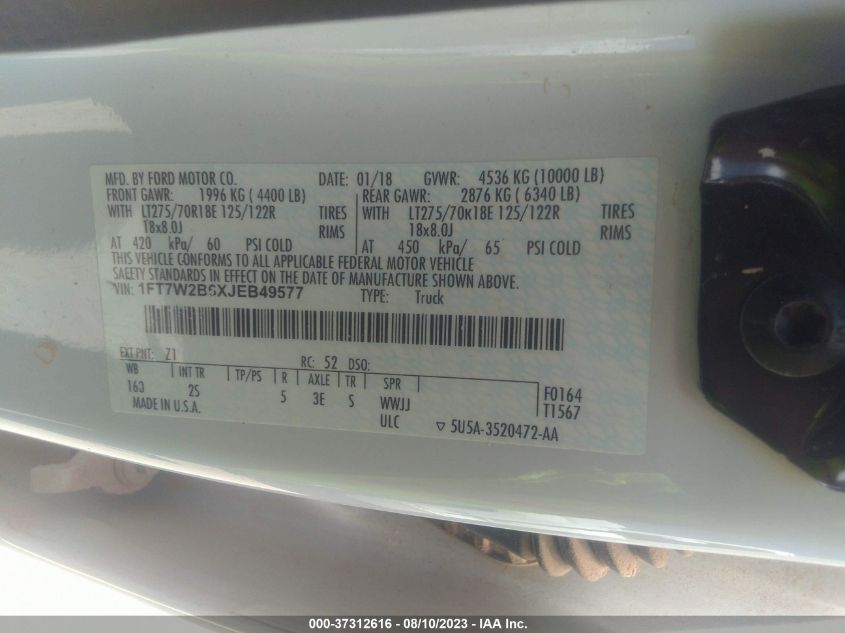 MFD. BY FORD MOTOR CO. DATE: 01/18 GVWR: 4536 KG (10000 LB)
FRONT GAWR: 1996 KG ( 4400 LB) REAR GAWR: 2876 KG ( 6340 LB)
WITH LT275/70R18E 125/122R TIRES WITH LT275/70R18E 125/122R TIRES
18x8.0J RIMS 18x8.0J RIMS
AT 420 kPa/ 60 PSI COLD AT 450 kPa/ 65 PSI COLD
THIS VEHICLE CONFORMS TO ALL APPLICABLE FEDERAL MOTOR VEHICLE
SAFETY STANDARDS IN EFFECT ON THE DATE OF MANUFACTURE SHOWN ABOVE.
VIN: 1FT7W2B6XJEB49577 TYPE: Truck
EXT PNT: Z1 RC: 52 DSO:
WB INT TR TP/PS R AXLE TR SPR
160 2S 5 3E S WWJJ F0164
MADE IN U.S.A. ULC T1567
5U5A-3520472-AA
000-37312616 - 08/10/2023 - IAA Inc.